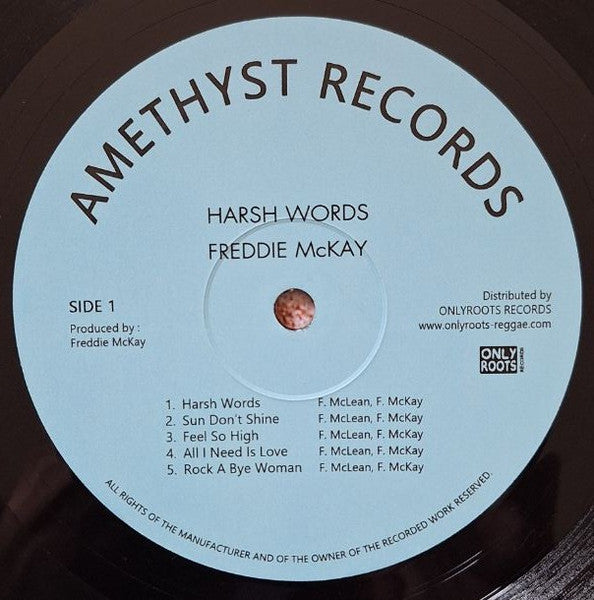 AMETHYST RECORDS
HARSH WORDS
FREDDIE McKAY
SIDE 1
Produced by :
Freddie McKay
Distributed by
ONLYROOTS RECORDS
www.onlyroots-reggae.com
ONLY
ROOTS
RECORDS
1. Harsh Words F. McLean, F. McKay
2. Sun Don't Shine F. McLean, F. McKay
3. Feel So High F. McLean, F. McKay
4. All I Need Is Love F. McLean, F. McKay
5. Rock A Bye Woman F. McLean, F. McKay
ALL RIGHTS OF THE MANUFACTURER AND OF THE OWNER OF THE RECORDED WORK RESERVED.